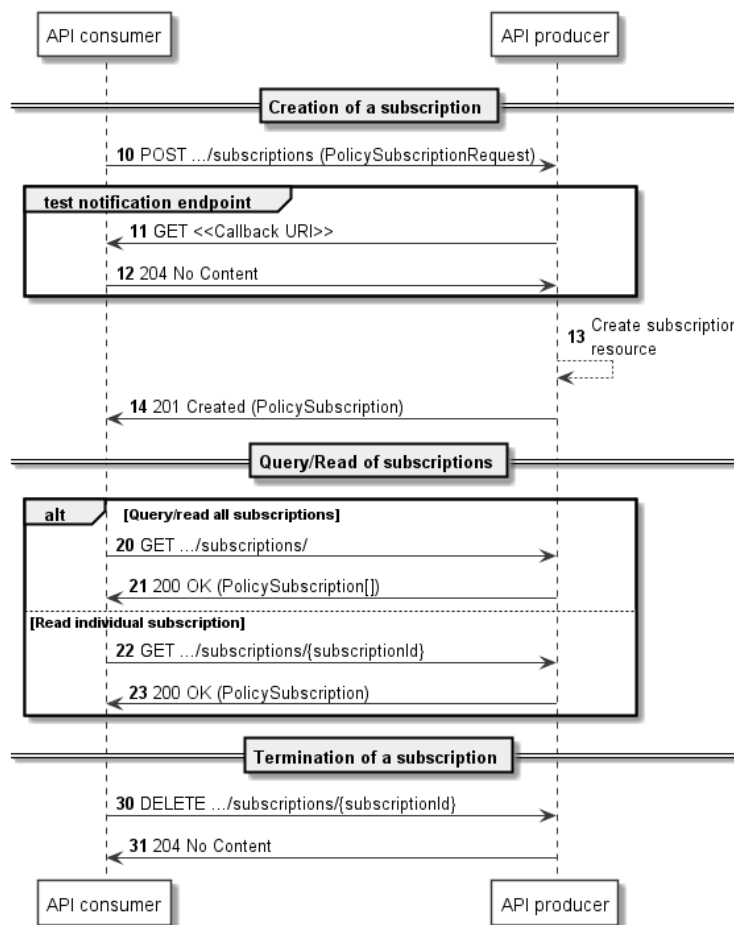 API consumer
API producer
Creation of a subscription
10 POST .../subscriptions (PolicySubscriptionRequest)
test notification endpoint
11 GET <<Callback URI>>
12 204 No Content
13 Create subscription
resource
14 201 Created (PolicySubscription)
Query/Read of subscriptions
alt [Query/read all subscriptions]
20 GET .../subscriptions/
21 200 OK (PolicySubscription[])
[Read individual subscription]
22 GET .../subscriptions/{subscriptionId}
23 200 OK (PolicySubscription)
Termination of a subscription
30 DELETE .../subscriptions/{subscriptionId}
31 204 No Content
API consumer
API producer